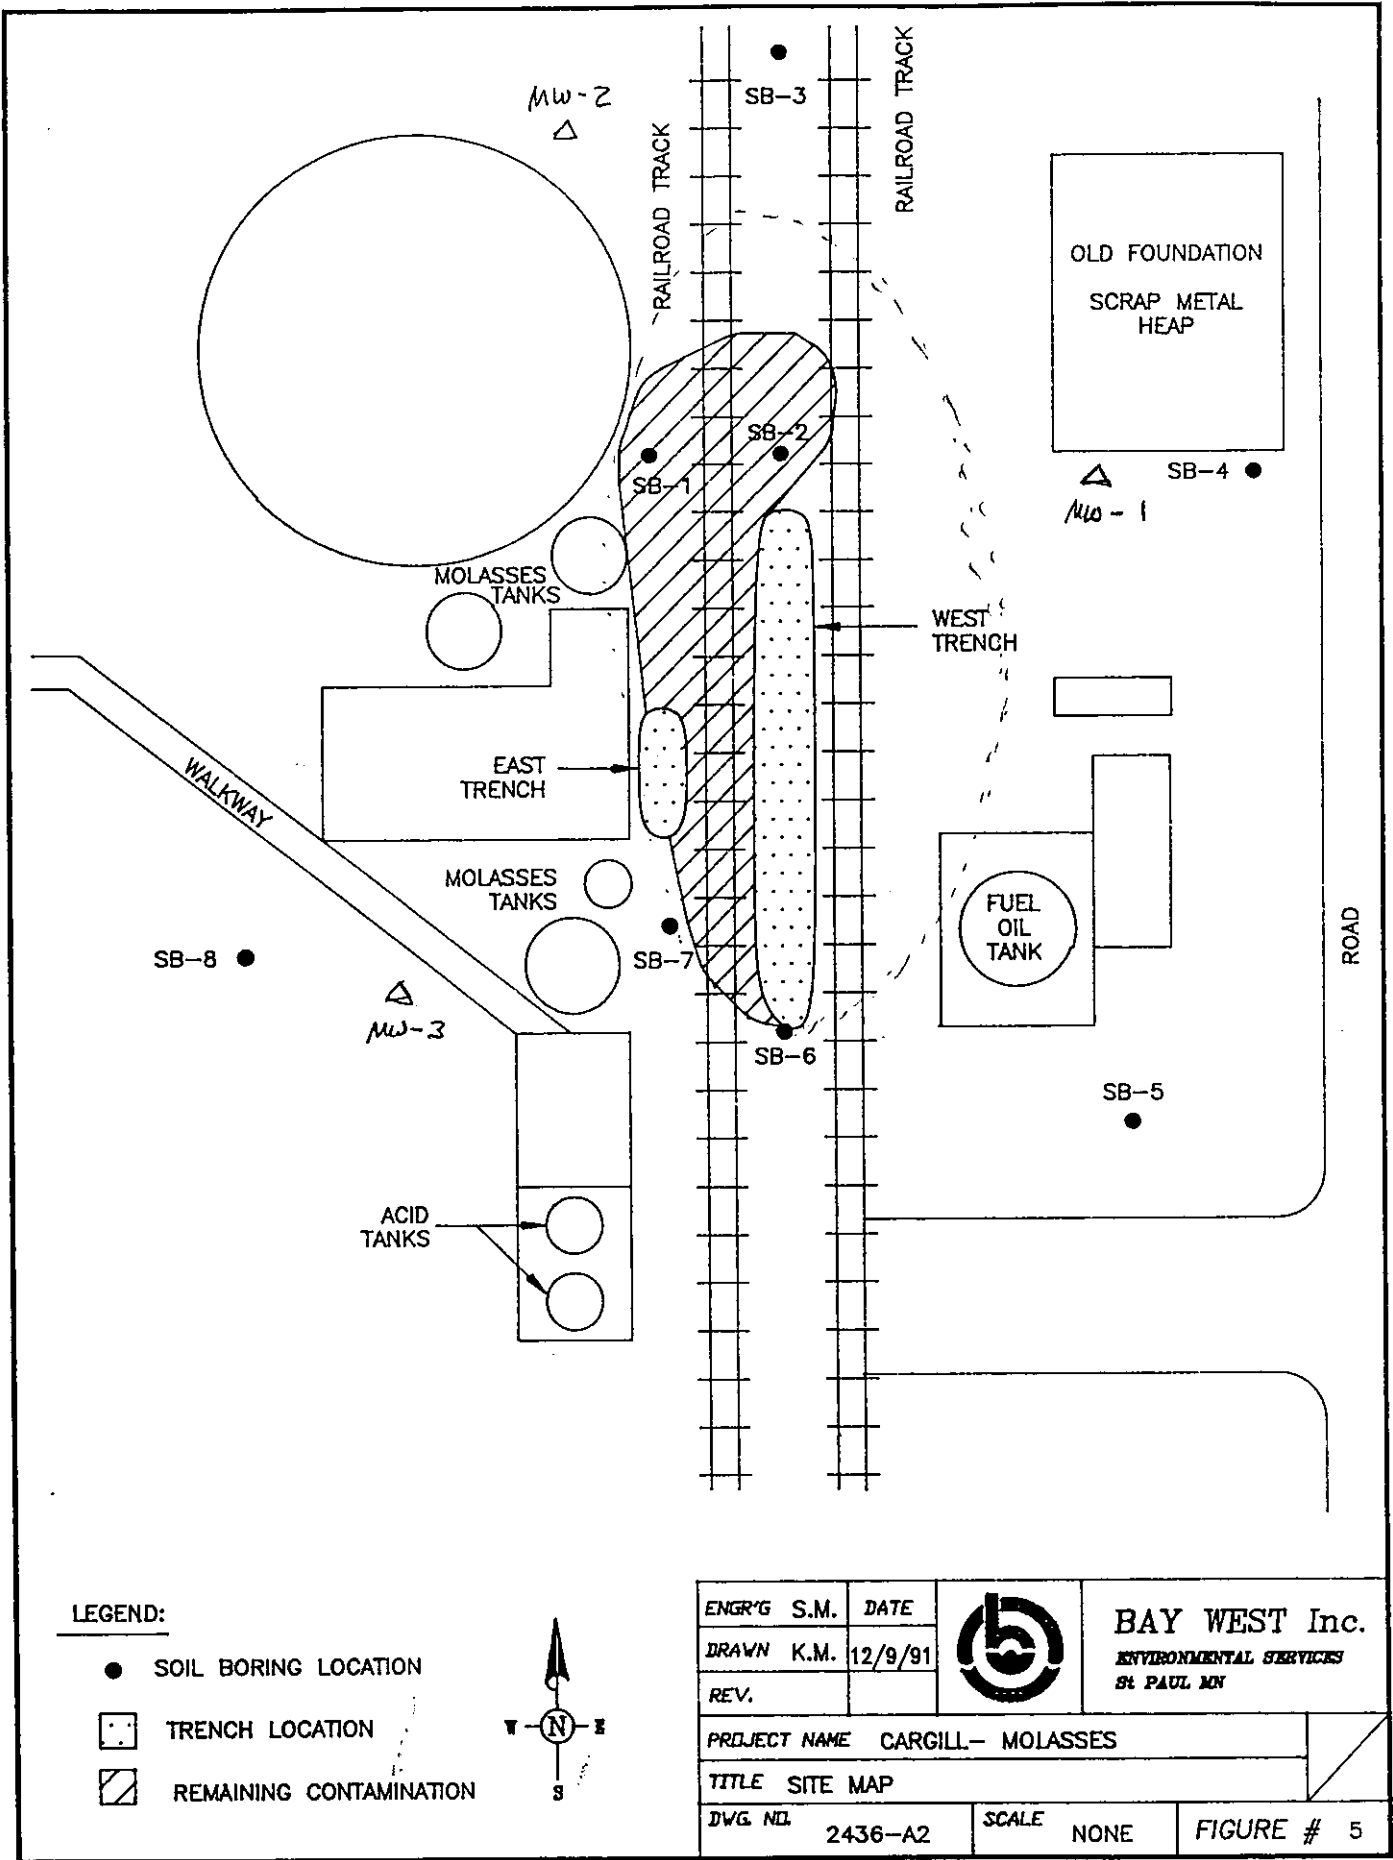 MW-2
SB-3
RAILROAD TRACK
RAILROAD TRACK
OLD FOUNDATION
SCRAP METAL
HEAP
SB-2
SB-1
SB-4
MW-1
MOLASSES
TANKS
WEST
TRENCH
EAST
TRENCH
WALKWAY
MOLASSES
TANKS
FUEL
OIL
TANK
ROAD
SB-8
SB-7
MW-3
SB-6
SB-5
ACID
TANKS
LEGEND:
SOIL BORING LOCATION
TRENCH LOCATION
REMAINING CONTAMINATION
W N E
S
ENGR'G S.M. DATE
DRAWN K.M. 12/9/91
REV.
b
BAY WEST Inc.
ENVIRONMENTAL SERVICES
St PAUL MN
PROJECT NAME CARGILL- MOLASSES
TITLE SITE MAP
DWG. NO. 2436-A2
SCALE NONE
FIGURE # 5